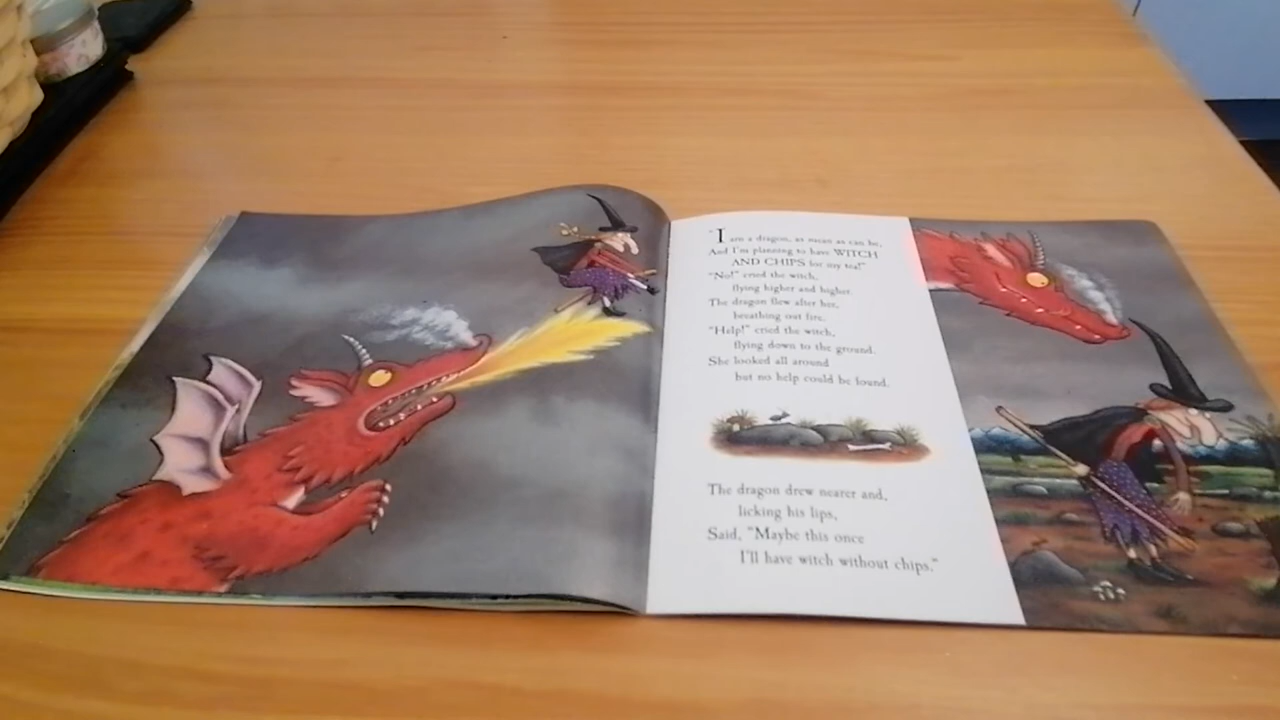 "I am a dragon, as mean as can be,
And I'm planning to have WITCH
AND CHIPS for my tea!"
"No!" cried the witch,
flying higher and higher.
The dragon flew after her,
breathing out fire.
"Help!" cried the witch,
flying down to the ground.
She looked all around
but no help could be found.
The dragon drew nearer and,
licking his lips,
Said, "Maybe this once
I'll have witch without chips."